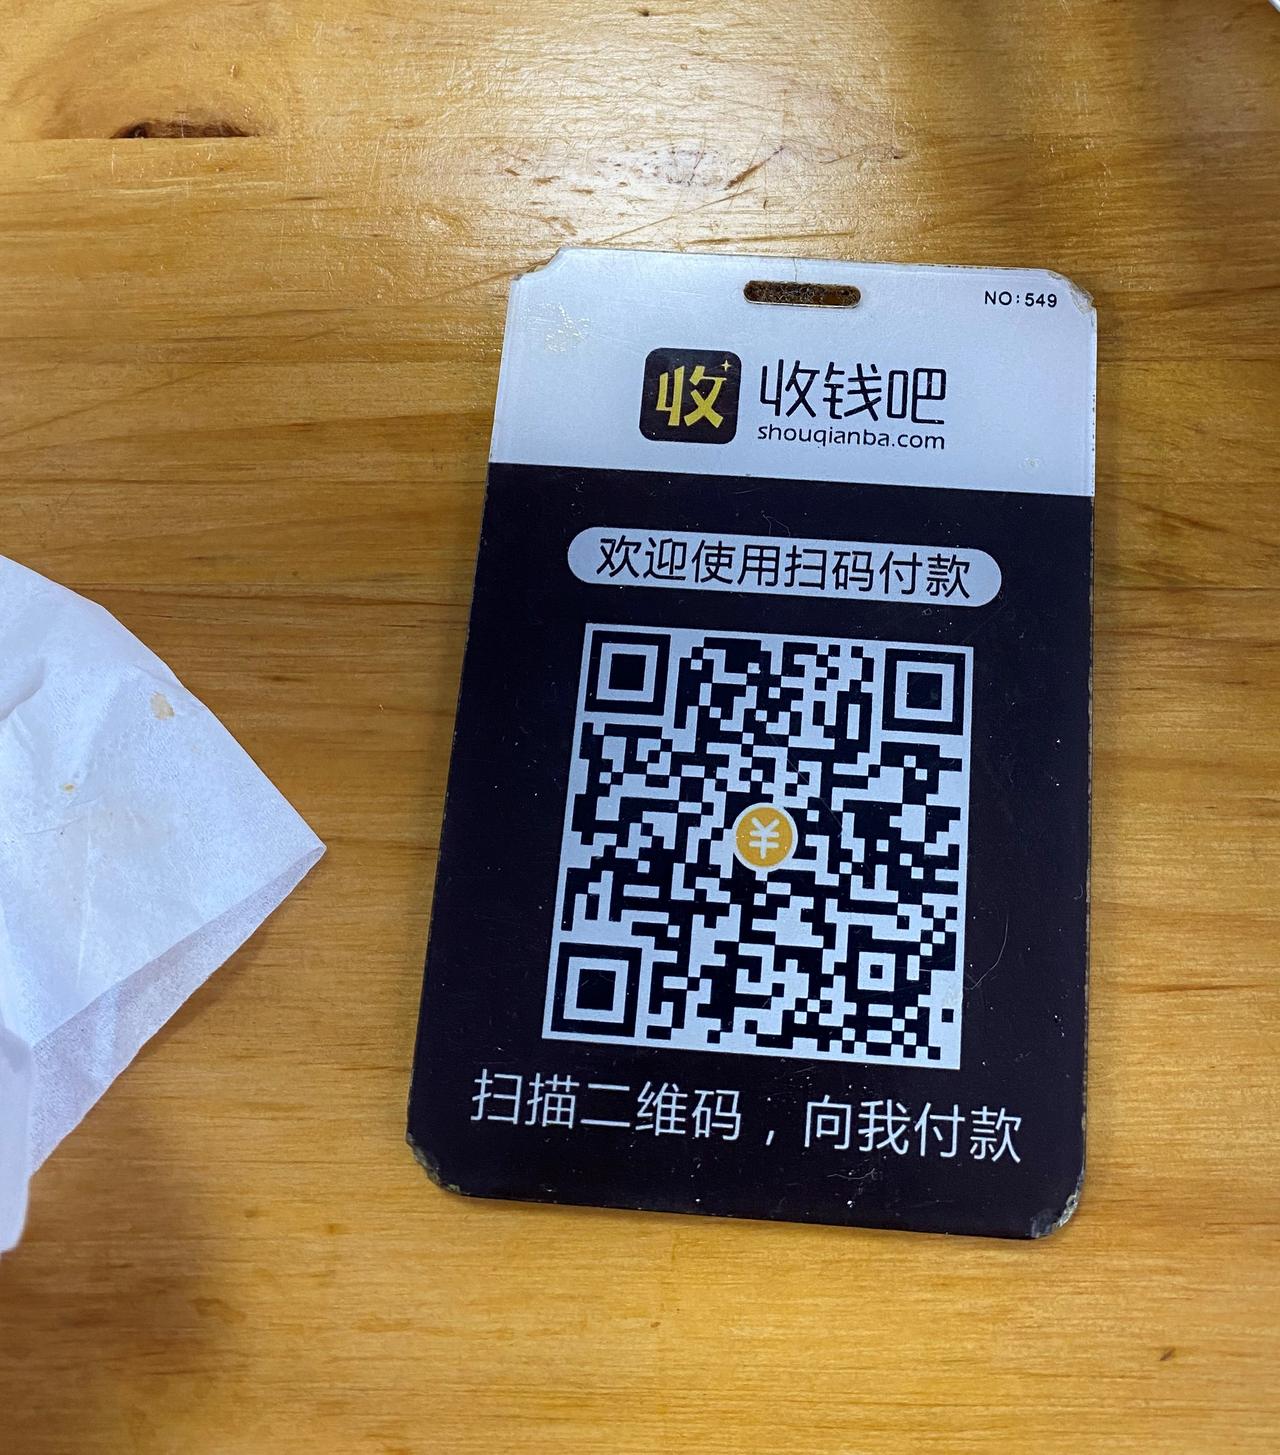 NO:549
收 收钱吧
shouqianba.com
欢迎使用扫码付款
扫描二维码，向我付款